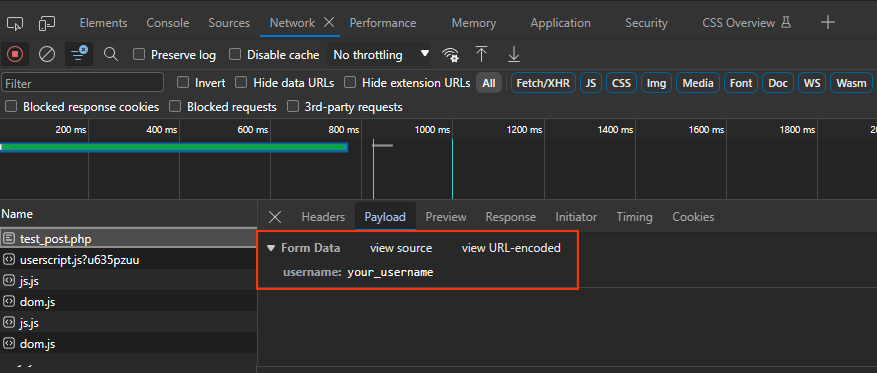 Elements Console Sources Network Performance Memory Application Security CSS Overview
Preserve log Disable cache No throttling
Filter Invert Hide data URLs Hide extension URLs All Fetch/XHR JS CSS Img Media Font Doc WS Wasm
Blocked response cookies Blocked requests 3rd-party requests
200 ms 400 ms 600 ms 800 ms 1000 ms 1200 ms 1400 ms 1600 ms 1800 ms
Name Headers Payload Preview Response Initiator Timing Cookies
test_post.php
Form Data view source view URL-encoded
userscript.js?u635pzuu
username: your_username
js.js
dom.js
js.js
dom.js